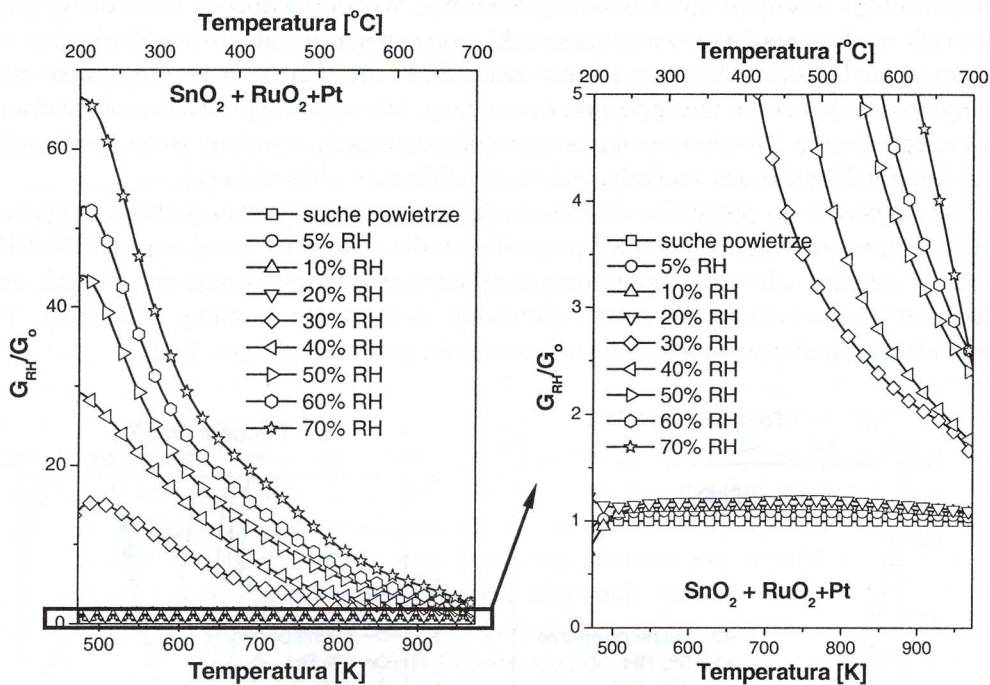 Temperatura [°C]
200 300 400 500 600 700
SnO₂ + RuO₂+Pt
60
40
20
0
G_RH/G_o
suche powietrze
5% RH
10% RH
20% RH
30% RH
40% RH
50% RH
60% RH
70% RH
500 600 700 800 900
Temperatura [K]
Temperatura [°C]
200 300 400 500 600 700
5
4
3
2
1
0
G_RH/G_o
suche powietrze
5% RH
10% RH
20% RH
30% RH
40% RH
50% RH
60% RH
70% RH
SnO₂ + RuO₂+Pt
500 600 700 800 900
Temperatura [K]